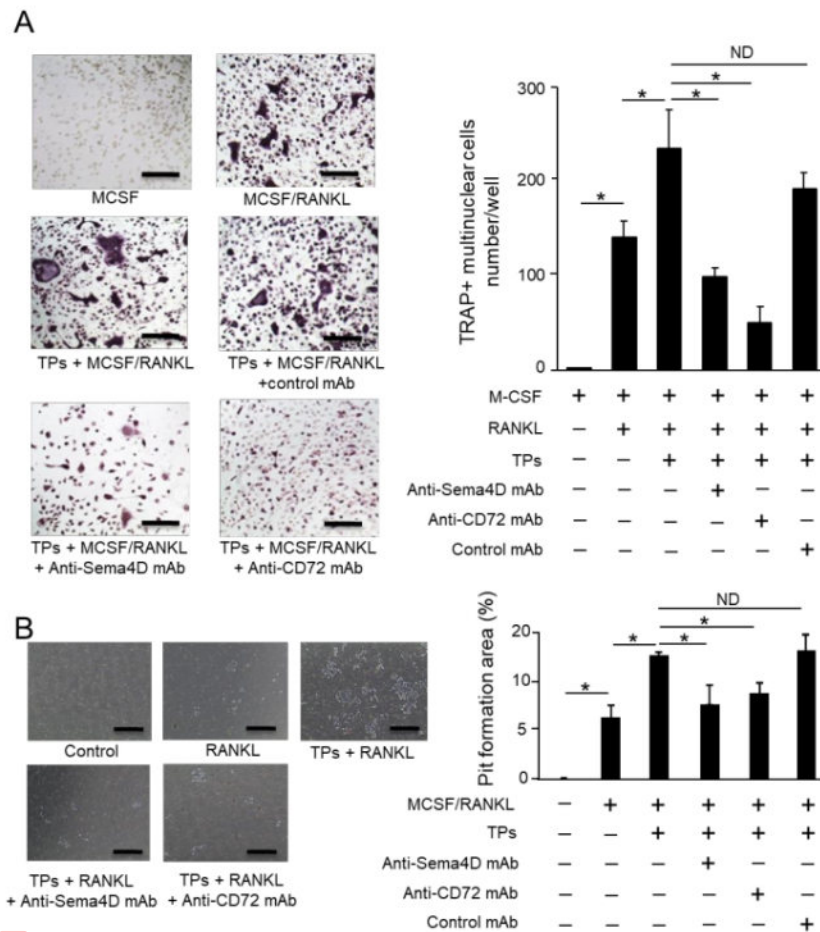 A
MCSF
MCSF/RANKL
TPs + MCSF/RANKL
TPs + MCSF/RANKL
+control mAb
TPs + MCSF/RANKL
+ Anti-Sema4D mAb
TPs + MCSF/RANKL
+ Anti-CD72 mAb
TRAP+ multinuclear cells
number/well
300
200
100
0
ND
*
*
*
*
M-CSF + + + + + +
RANKL – + + + + +
TPs – – + + + +
Anti-Sema4D mAb – – – + – –
Anti-CD72 mAb – – – – + –
Control mAb – – – – – +
B
Control
RANKL
TPs + RANKL
TPs + RANKL
+ Anti-Sema4D mAb
TPs + RANKL
+ Anti-CD72 mAb
Pit formation area (%)
20
10
5
0
ND
*
*
*
*
MCSF/RANKL – + + + + +
TPs – – + + + +
Anti-Sema4D mAb – – – + – –
Anti-CD72 mAb – – – – + –
Control mAb – – – – – +